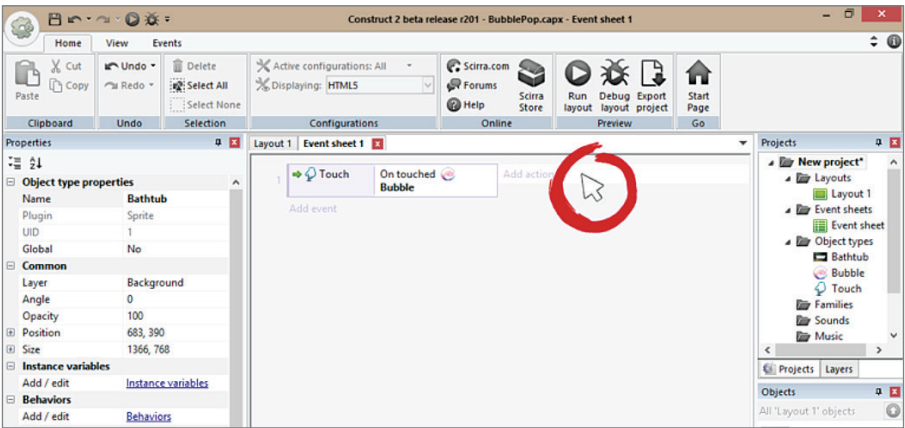 Construct 2 beta release r201 - BubblePop.capx - Event sheet 1
Home View Events
Paste
Cut
Copy
Clipboard
Undo
Redo
Undo
Delete
Select All
Select None
Selection
Active configurations: All
Displaying: HTML5
Configurations
Scirra.com
Forums
Help
Scirra Store
Online
Run layout
Debug layout
Export project
Preview
Start Page
Go
Properties
Object type properties
Name Bathtub
Plugin Sprite
UID 1
Global No
Common
Layer Background
Angle 0
Opacity 100
Position 683, 390
Size 1366, 768
Instance variables
Add / edit Instance variables
Behaviors
Add / edit Behaviors
Layout 1 Event sheet 1
1 Touch On touched Bubble Add action
Add event
Projects
New project*
Layouts
Layout 1
Event sheets
Event sheet
Object types
Bathtub
Bubble
Touch
Families
Sounds
Music
Projects Layers
Objects
All 'Layout 1' objects